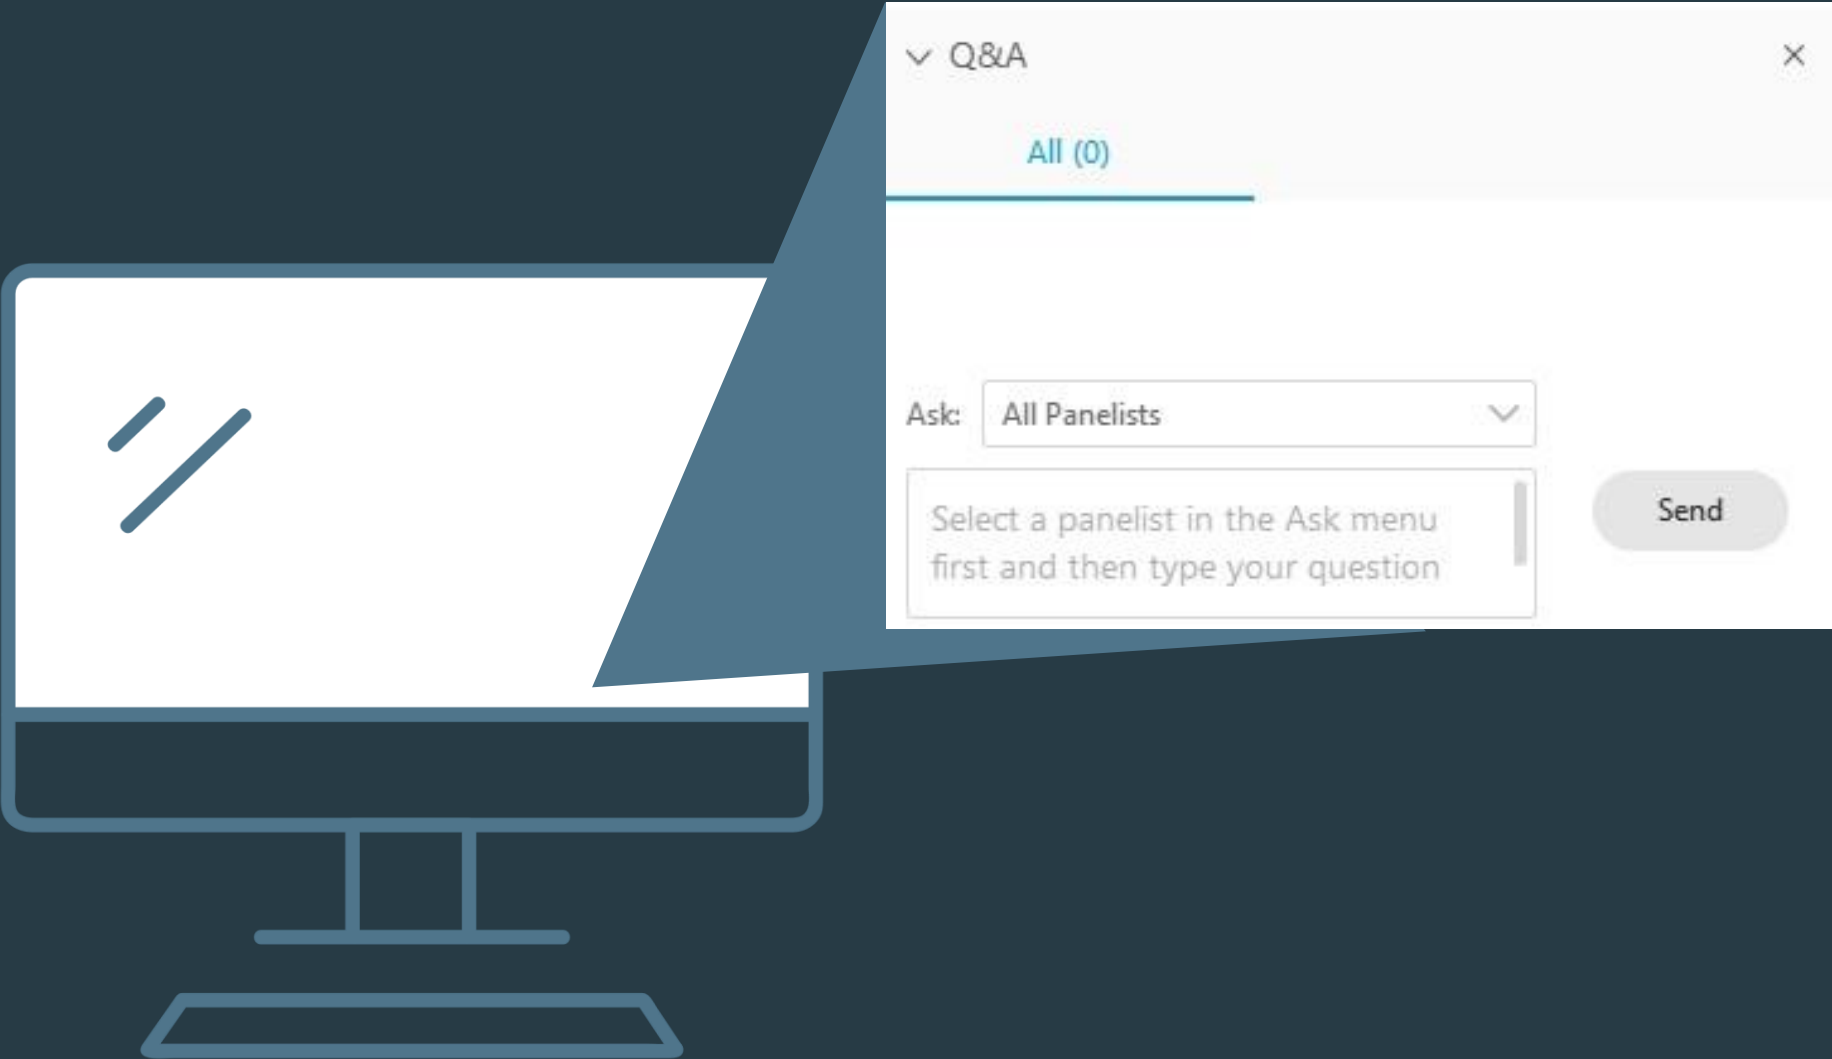 Q&A
All (0)
Ask: All Panelists
Select a panelist in the Ask menu
first and then type your question
Send